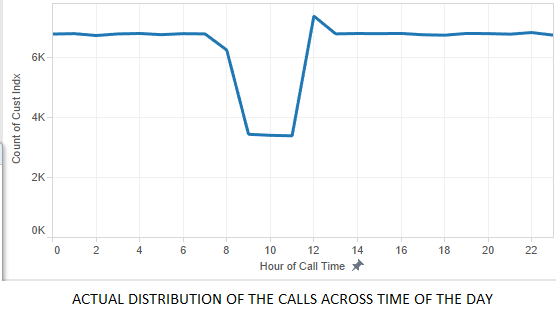 6K
4K
2K
0K
Count of Cust Indx
0 2 4 6 8 10 12 14 16 18 20 22
Hour of Call Time
ACTUAL DISTRIBUTION OF THE CALLS ACROSS TIME OF THE DAY